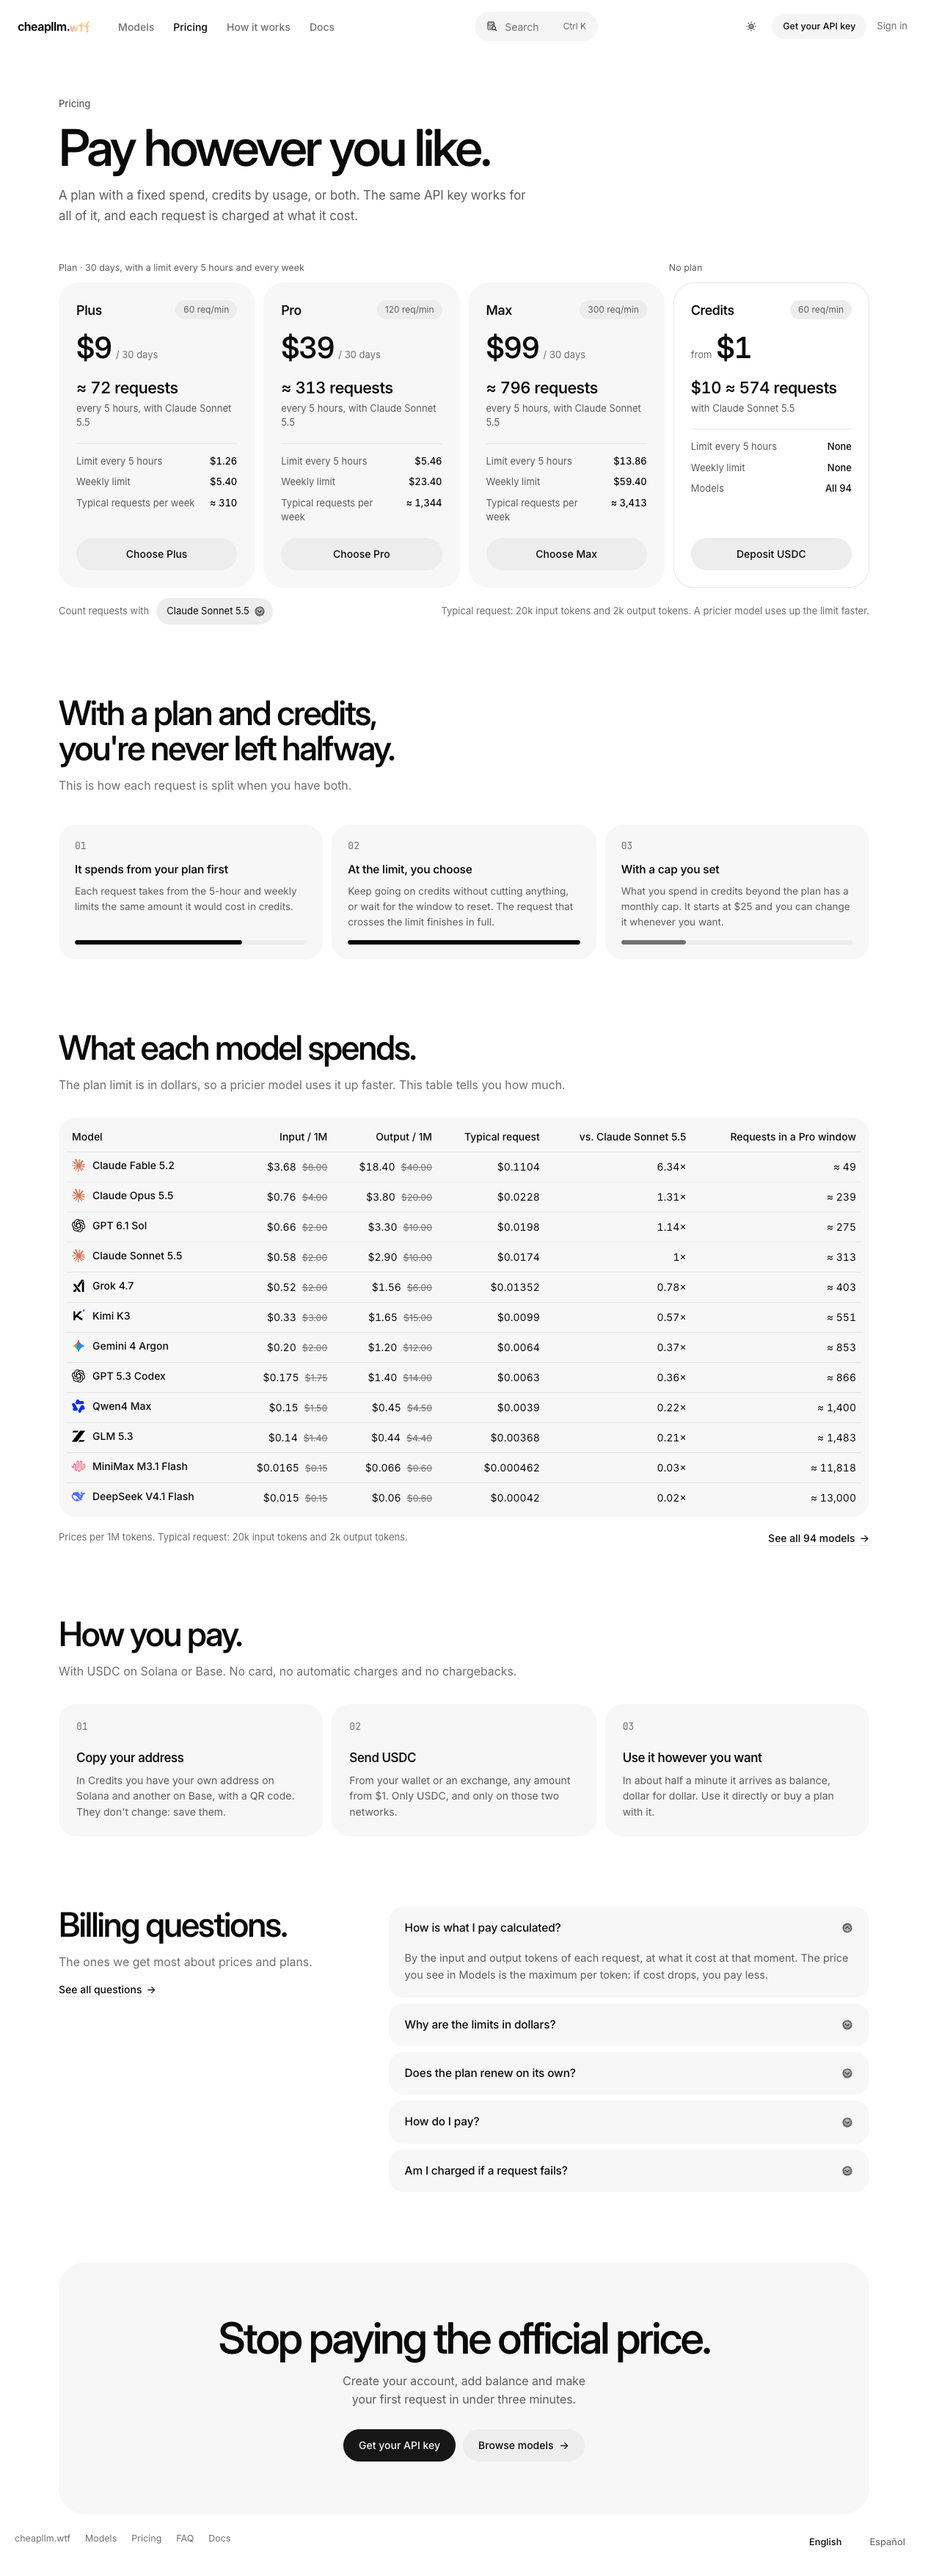 cheapllm.wtf
Models
Pricing
How it works
Docs
Search
Ctrl K
Get your API key
Sign in
Pricing
Pay however you like.
A plan with a fixed spend, credits by usage, or both. The same API key works for
all of it, and each request is charged at what it cost.
Plan · 30 days, with a limit every 5 hours and every week
No plan
Plus
60 req/min
$9 / 30 days
≈ 72 requests
every 5 hours, with Claude Sonnet
5.5
Limit every 5 hours $1.26
Weekly limit $5.40
Typical requests per week ≈ 310
Choose Plus
Pro
120 req/min
$39 / 30 days
≈ 313 requests
every 5 hours, with Claude Sonnet
5.5
Limit every 5 hours $5.46
Weekly limit $23.40
Typical requests per ≈ 1,344
week
Choose Pro
Max
300 req/min
$99 / 30 days
≈ 796 requests
every 5 hours, with Claude Sonnet
5.5
Limit every 5 hours $13.86
Weekly limit $59.40
Typical requests per ≈ 3,413
week
Choose Max
Credits
60 req/min
from $1
$10 ≈ 574 requests
with Claude Sonnet 5.5
Limit every 5 hours None
Weekly limit None
Models All 94
Deposit USDC
Count requests with Claude Sonnet 5.5
Typical request: 20k input tokens and 2k output tokens. A pricier model uses up the limit faster.
With a plan and credits,
you're never left halfway.
This is how each request is split when you have both.
01
It spends from your plan first
Each request takes from the 5-hour and weekly
limits the same amount it would cost in credits.
02
At the limit, you choose
Keep going on credits without cutting anything,
or wait for the window to reset. The request that
crosses the limit finishes in full.
03
With a cap you set
What you spend in credits beyond the plan has a
monthly cap. It starts at $25 and you can change
it whenever you want.
What each model spends.
The plan limit is in dollars, so a pricier model uses it up faster. This table tells you how much.
Model Input / 1M Output / 1M Typical request vs. Claude Sonnet 5.5 Requests in a Pro window
Claude Fable 5.2 $3.68 $8.00 $18.40 $40.00 $0.1104 6.34× ≈ 49
Claude Opus 5.5 $0.76 $4.00 $3.80 $20.00 $0.0228 1.31× ≈ 239
GPT 6.1 Sol $0.66 $2.00 $3.30 $10.00 $0.0198 1.14× ≈ 275
Claude Sonnet 5.5 $0.58 $2.00 $2.90 $10.00 $0.0174 1× ≈ 313
Grok 4.7 $0.52 $2.00 $1.56 $6.00 $0.01352 0.78× ≈ 403
Kimi K3 $0.33 $3.00 $1.65 $15.00 $0.0099 0.57× ≈ 551
Gemini 4 Argon $0.20 $2.00 $1.20 $12.00 $0.0064 0.37× ≈ 853
GPT 5.3 Codex $0.175 $1.75 $1.40 $14.00 $0.0063 0.36× ≈ 866
Qwen4 Max $0.15 $1.50 $0.45 $4.50 $0.0039 0.22× ≈ 1,400
GLM 5.3 $0.14 $1.40 $0.44 $4.40 $0.00368 0.21× ≈ 1,483
MiniMax M3.1 Flash $0.0165 $0.15 $0.066 $0.60 $0.000462 0.03× ≈ 11,818
DeepSeek V4.1 Flash $0.015 $0.15 $0.06 $0.60 $0.00042 0.02× ≈ 13,000
Prices per 1M tokens. Typical request: 20k input tokens and 2k output tokens.
See all 94 models →
How you pay.
With USDC on Solana or Base. No card, no automatic charges and no chargebacks.
01
Copy your address
In Credits you have your own address on
Solana and another on Base, with a QR code.
They don't change: save them.
02
Send USDC
From your wallet or an exchange, any amount
from $1. Only USDC, and only on those two
networks.
03
Use it however you want
In about half a minute it arrives as balance,
dollar for dollar. Use it directly or buy a plan
with it.
Billing questions.
The ones we get most about prices and plans.
See all questions →
How is what I pay calculated?
By the input and output tokens of each request, at what it cost at that moment. The price
you see in Models is the maximum per token: if cost drops, you pay less.
Why are the limits in dollars?
Does the plan renew on its own?
How do I pay?
Am I charged if a request fails?
Stop paying the official price.
Create your account, add balance and make
your first request in under three minutes.
Get your API key
Browse models →
cheapllm.wtf
Models
Pricing
FAQ
Docs
English
Español